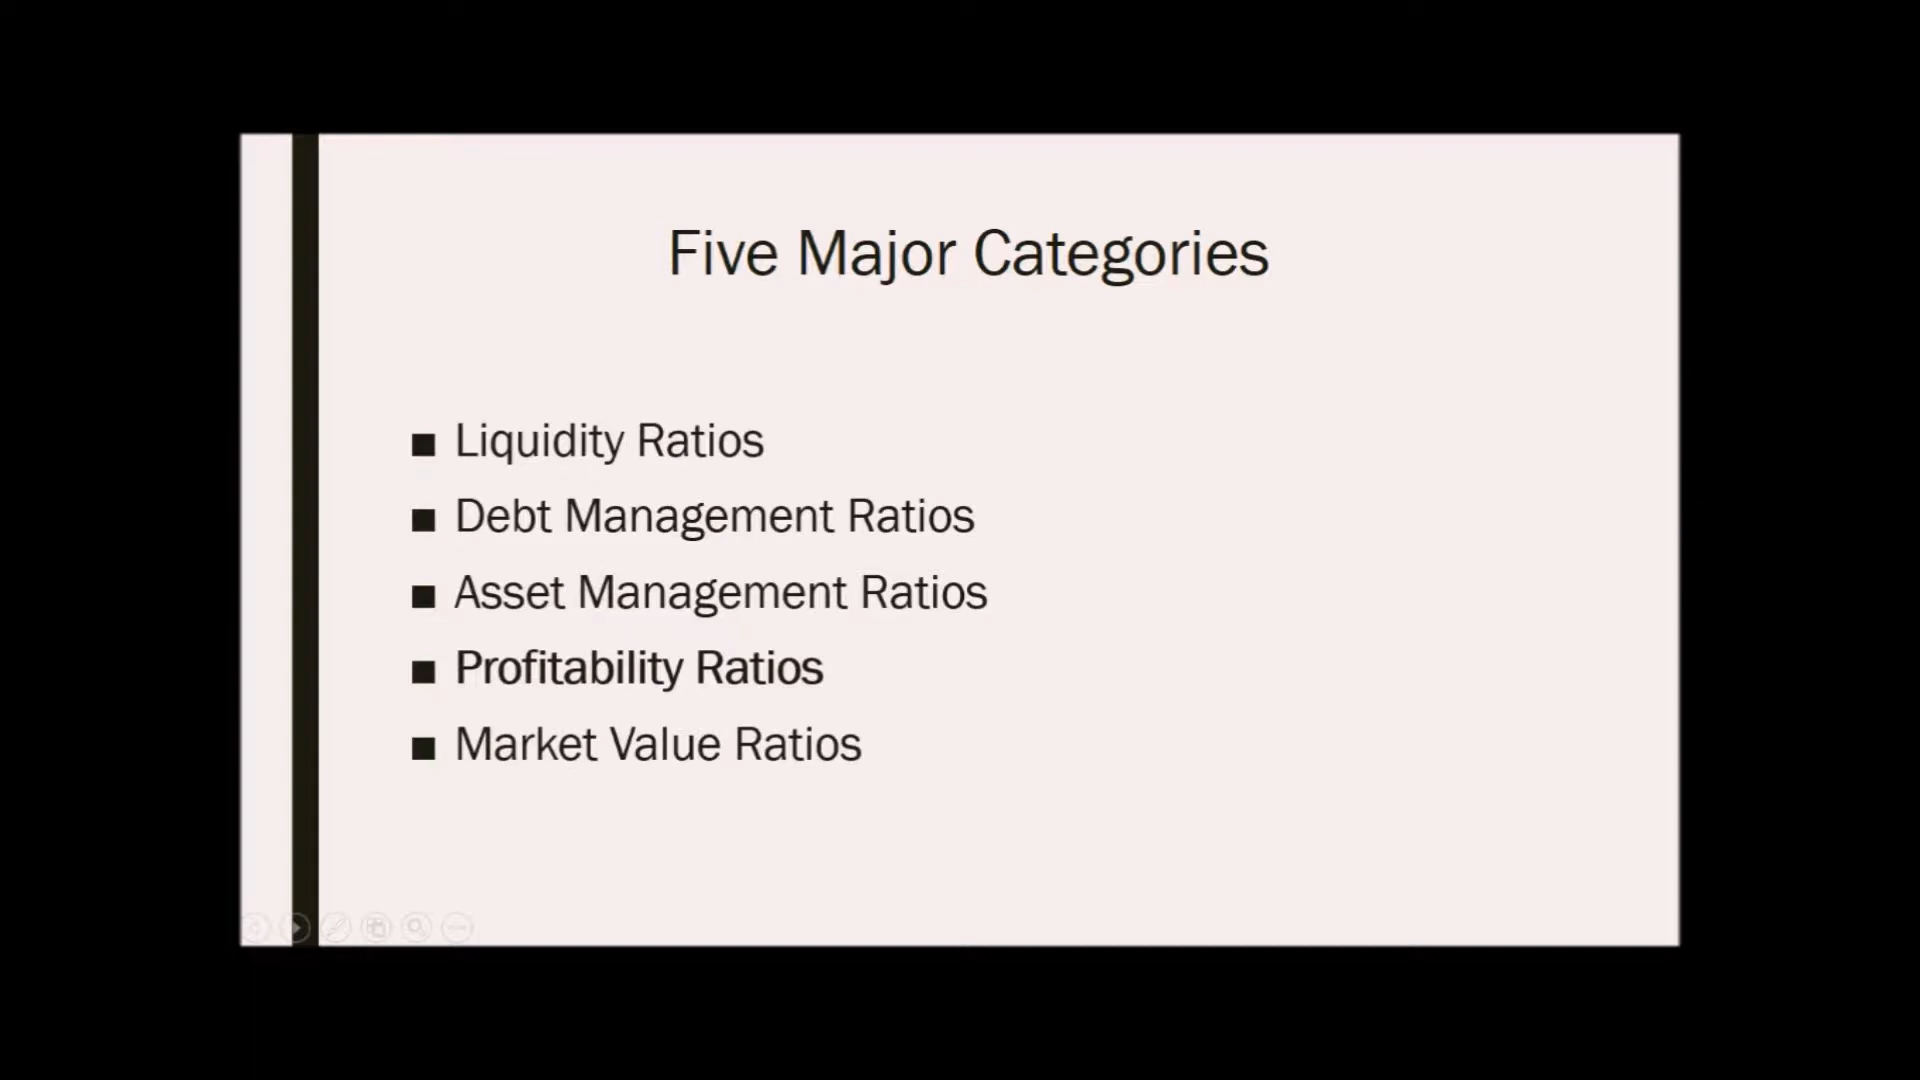 Five Major Categories
■ Liquidity Ratios
■ Debt Management Ratios
■ Asset Management Ratios
■ Profitability Ratios
■ Market Value Ratios